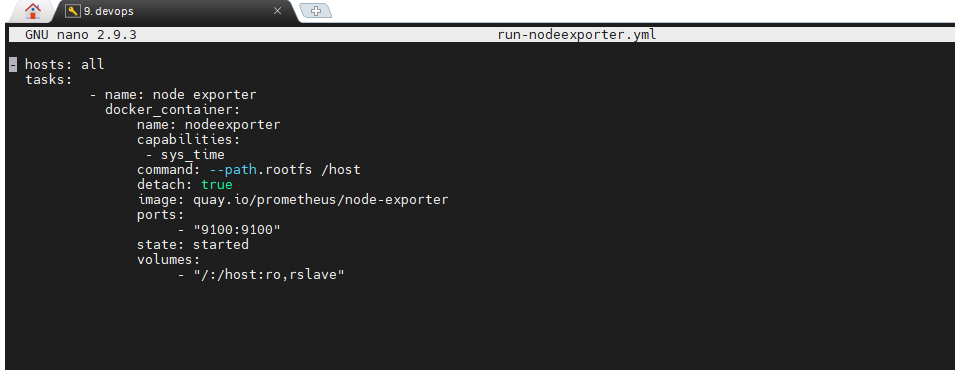 9. devops
GNU nano 2.9.3 run-nodeexporter.yml
- hosts: all
  tasks:
          - name: node exporter
            docker_container:
                name: nodeexporter
                capabilities:
                 - sys_time
                command: --path.rootfs /host
                detach: true
                image: quay.io/prometheus/node-exporter
                ports:
                     - "9100:9100"
                state: started
                volumes:
                     - "/:/host:ro,rslave"